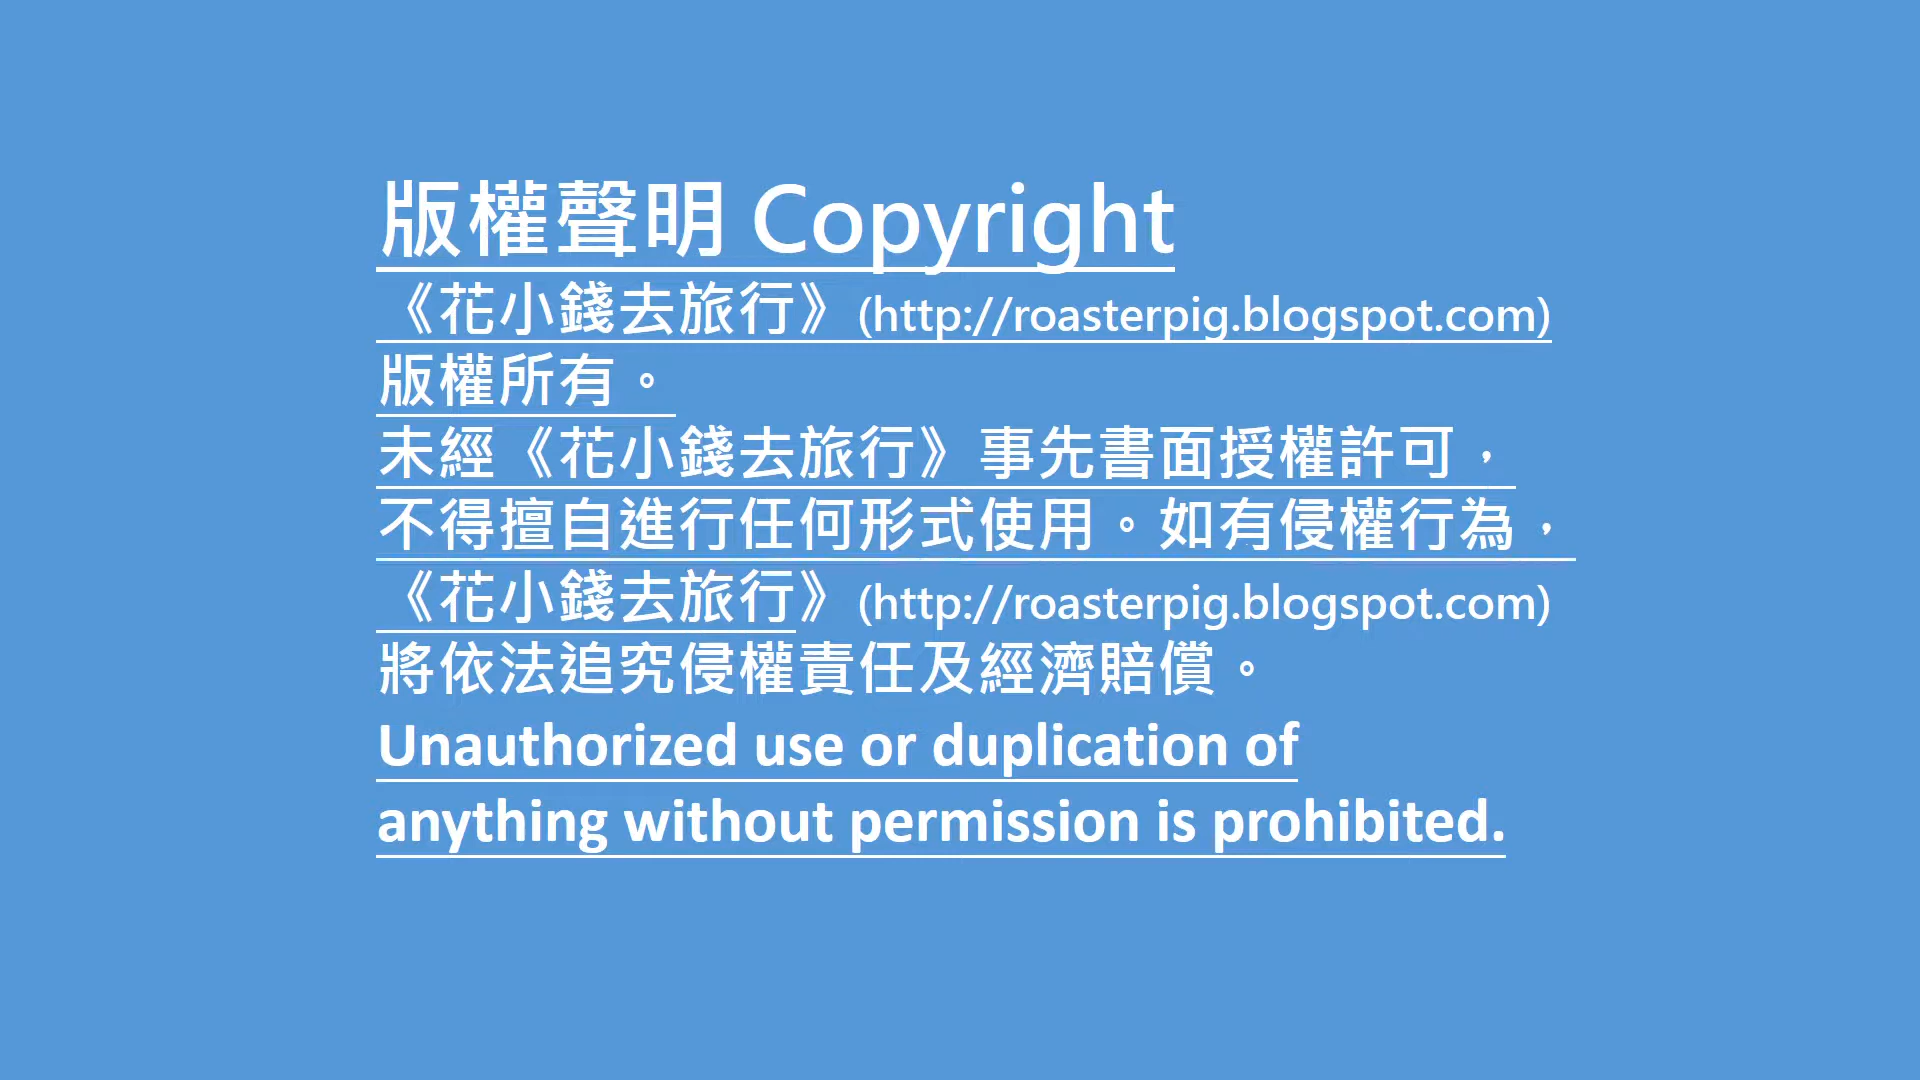 版權聲明 Copyright
《花小錢去旅行》(http://roasterpig.blogspot.com)
版權所有。
未經《花小錢去旅行》事先書面授權許可，
不得擅自進行任何形式使用。如有侵權行為，
《花小錢去旅行》(http://roasterpig.blogspot.com)
將依法追究侵權責任及經濟賠償。
Unauthorized use or duplication of
anything without permission is prohibited.